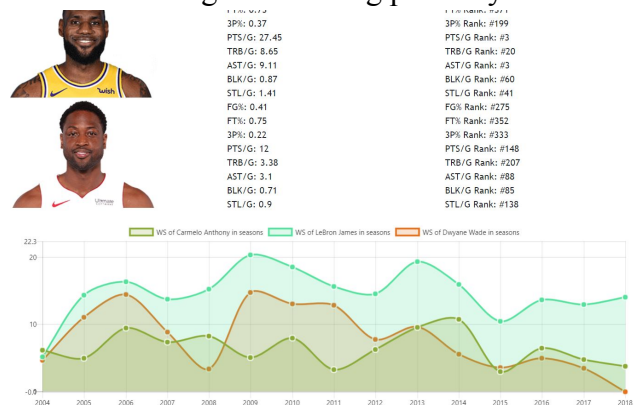 FT%: 0.73 FT% Rank: #371
3P%: 0.37 3P% Rank: #199
PTS/G: 27.45 PTS/G Rank: #3
TRB/G: 8.65 TRB/G Rank: #20
AST/G: 9.11 AST/G Rank: #3
BLK/G: 0.87 BLK/G Rank: #60
STL/G: 1.41 STL/G Rank: #41
wish
FG%: 0.41 FG% Rank: #275
FT%: 0.75 FT% Rank: #352
3P%: 0.22 3P% Rank: #333
PTS/G: 12 PTS/G Rank: #148
TRB/G: 3.38 TRB/G Rank: #207
AST/G: 3.1 AST/G Rank: #88
BLK/G: 0.71 BLK/G Rank: #85
STL/G: 0.9 STL/G Rank: #138
WS of Carmelo Anthony in seasons WS of LeBron James in seasons WS of Dwyane Wade in seasons
22.3
20
10
2004 2005 2006 2007 2008 2009 2010 2011 2012 2013 2014 2015 2016 2017 2018